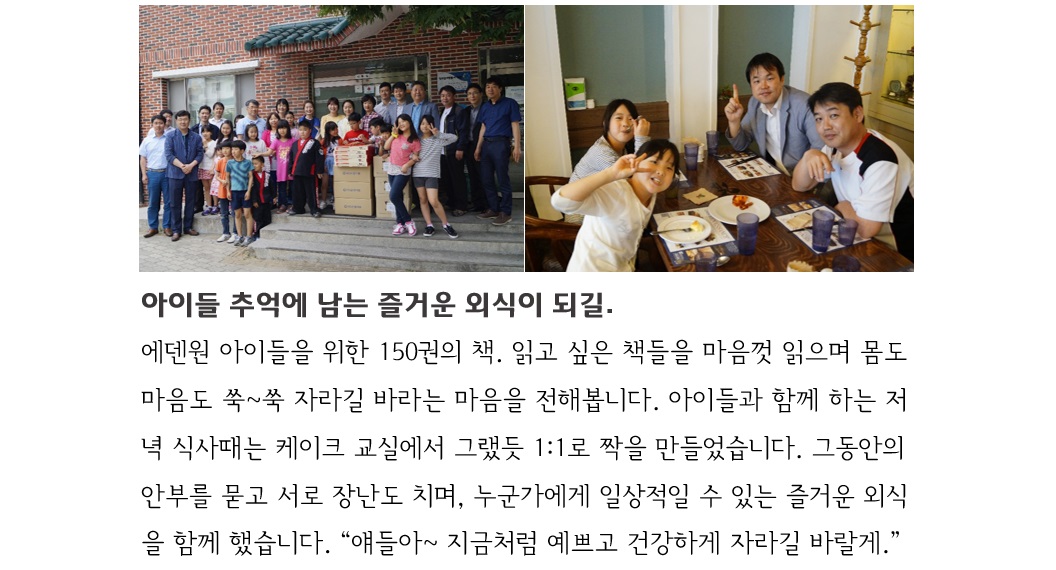 아이들 추억에 남는 즐거운 외식이 되길.
에덴원 아이들을 위한 150권의 책. 읽고 싶은 책들을 마음껏 읽으며 몸도
마음도 쑥~쑥 자라길 바라는 마음을 전해봅니다. 아이들과 함께 하는 저
녁 식사때는 케이크 교실에서 그랬듯 1:1로 짝을 만들었습니다. 그동안의
안부를 묻고 서로 장난도 치며, 누군가에게 일상적일 수 있는 즐거운 외식
을 함께 했습니다. “얘들아~ 지금처럼 예쁘고 건강하게 자라길 바랄게.”